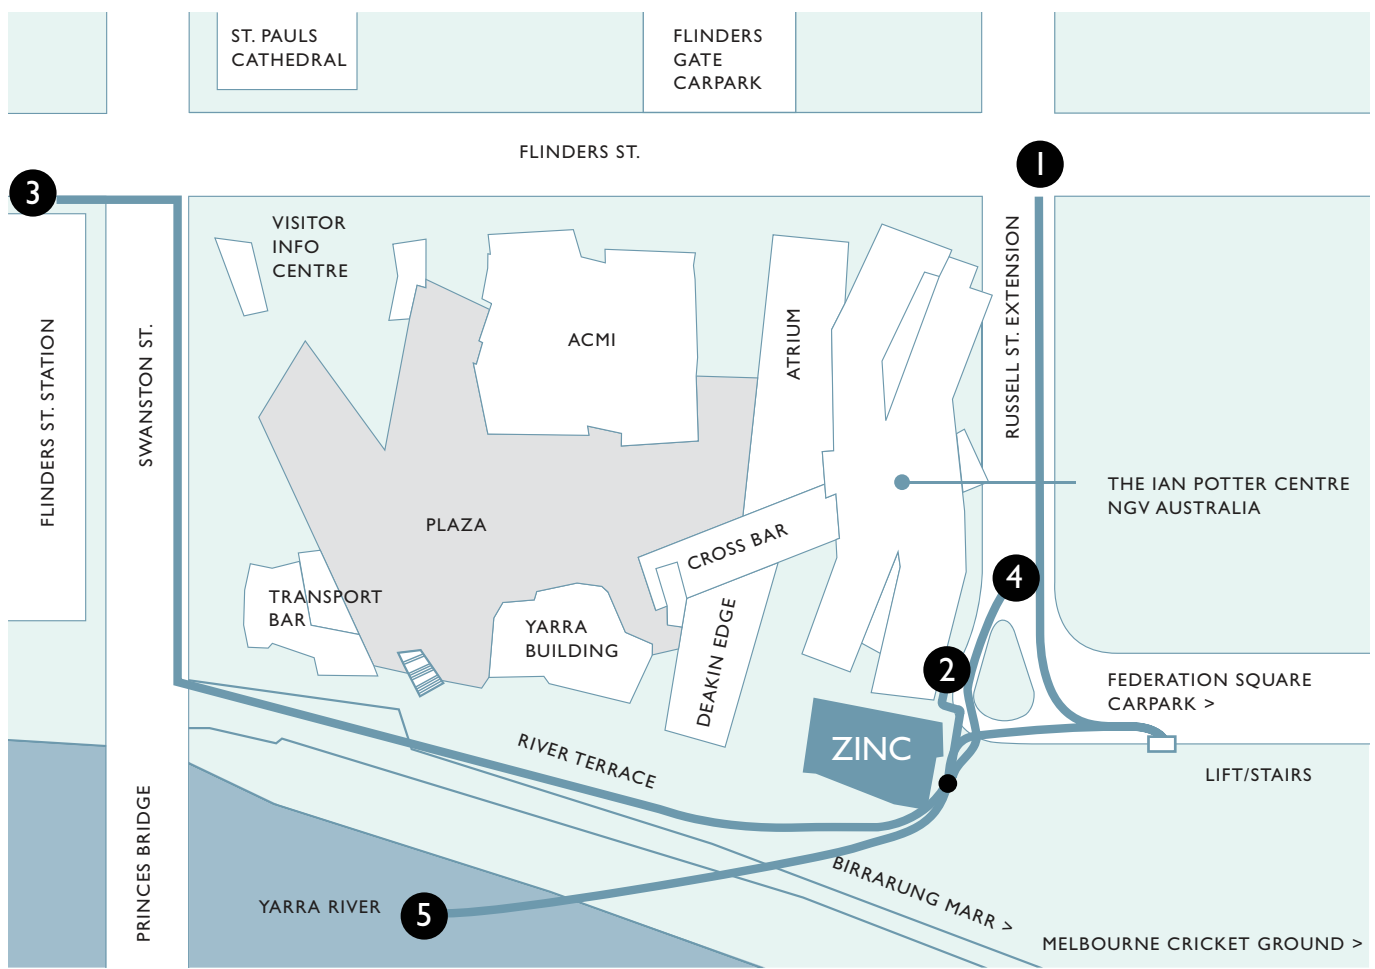 ST. PAULS
CATHEDRAL
FLINDERS
GATE
CARPARK
FLINDERS ST.
1
3
VISITOR
INFO
CENTRE
FLINDERS ST. STATION
SWANSTON ST.
ACMI
ATRIUM
RUSSELL ST. EXTENSION
THE IAN POTTER CENTRE
NGV AUSTRALIA
PLAZA
CROSS BAR
4
TRANSPORT
BAR
YARRA
BUILDING
DEAKIN EDGE
2
FEDERATION SQUARE
CARPARK >
ZINC
RIVER TERRACE
LIFT/STAIRS
PRINCES BRIDGE
BIRRARUNG MARR >
YARRA RIVER
5
MELBOURNE CRICKET GROUND >